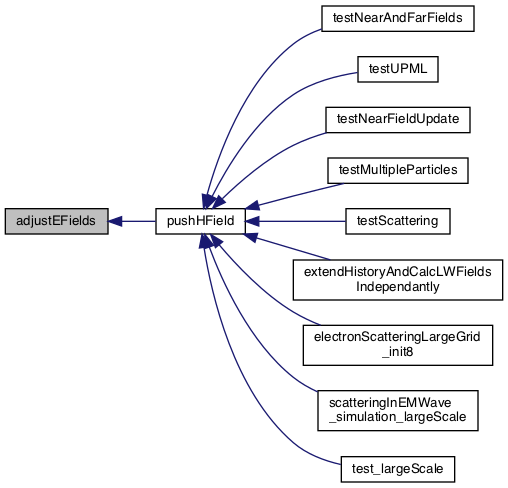 testNearAndFarFields
testUPML
testNearFieldUpdate
testMultipleParticles
adjustEFields
pushHField
testScattering
extendHistoryAndCalcLWFields
Independantly
electronScatteringLargeGrid
_init8
scatteringInEMWave
_simulation_largeScale
test_largeScale